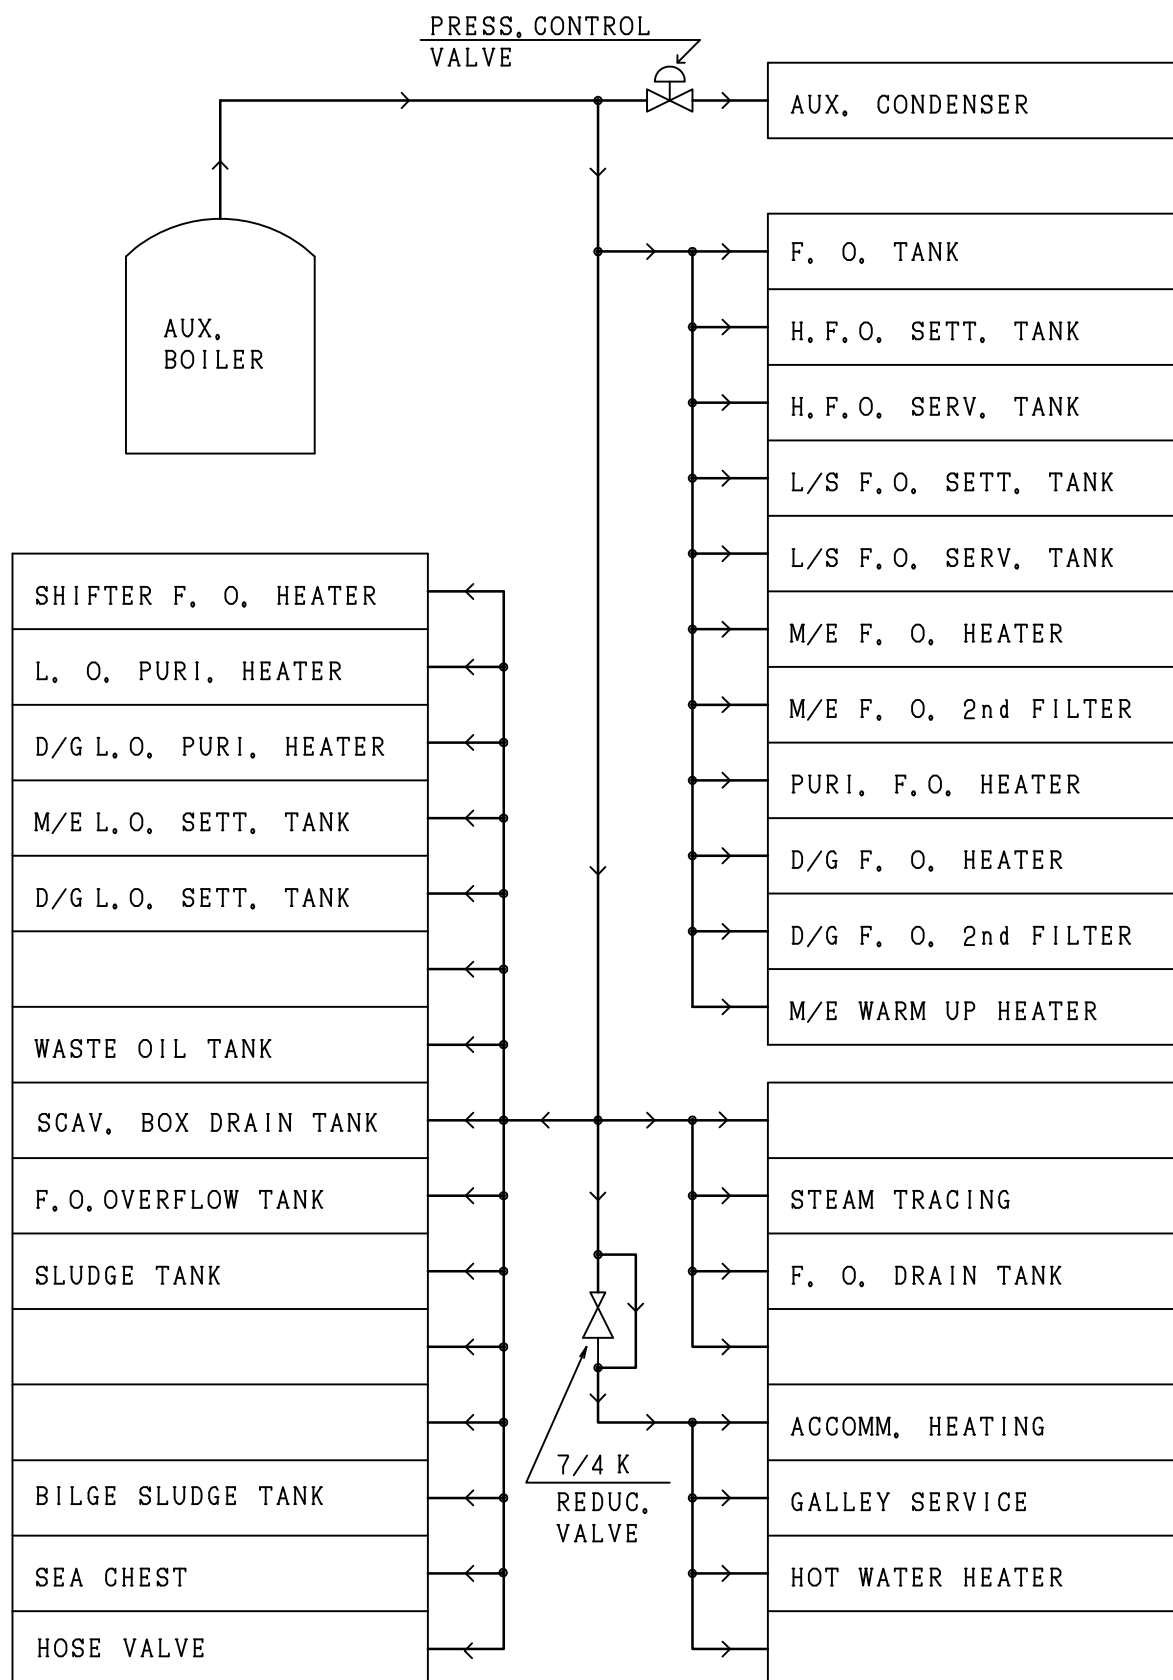 PRESS. CONTROL
VALVE
AUX. CONDENSER
AUX.
BOILER
F. O. TANK
H.F.O. SETT. TANK
H.F.O. SERV. TANK
L/S F.O. SETT. TANK
L/S F.O. SERV. TANK
M/E F. O. HEATER
M/E F. O. 2nd FILTER
PURI. F.O. HEATER
D/G F. O. HEATER
D/G F. O. 2nd FILTER
M/E WARM UP HEATER
SHIFTER F. O. HEATER
L. O. PURI. HEATER
D/G L.O. PURI. HEATER
M/E L.O. SETT. TANK
D/G L.O. SETT. TANK
WASTE OIL TANK
SCAV. BOX DRAIN TANK
F.O.OVERFLOW TANK
SLUDGE TANK
BILGE SLUDGE TANK
SEA CHEST
HOSE VALVE
STEAM TRACING
F. O. DRAIN TANK
7/4 K
REDUC.
VALVE
ACCOMM. HEATING
GALLEY SERVICE
HOT WATER HEATER